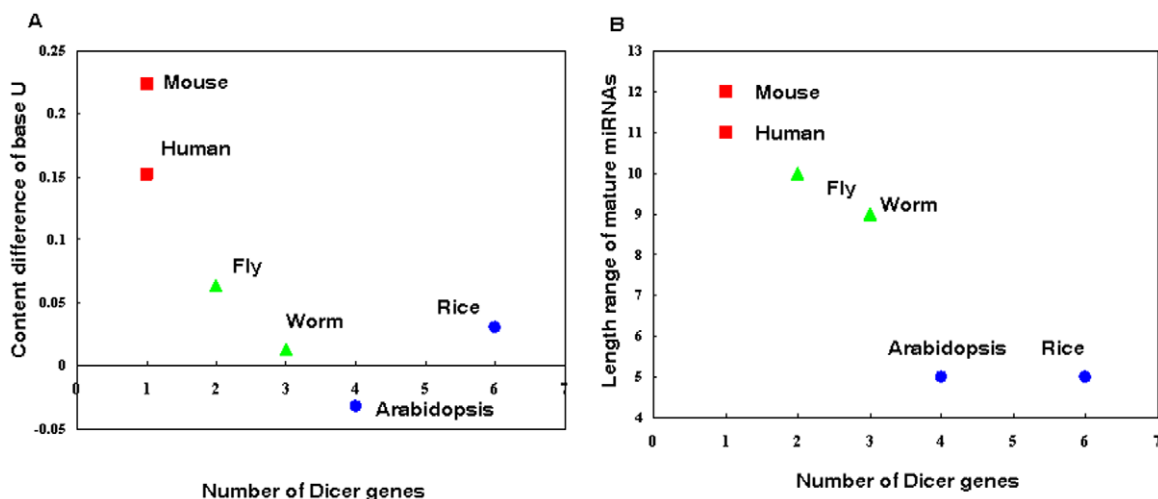 A
Content difference of base U
0.25
0.2
0.15
0.1
0.05
0
-0.05
Mouse
Human
Fly
Worm
Rice
Arabidopsis
1 2 3 4 5 6 7
Number of Dicer genes
B
Length range of mature miRNAs
13
12
11
10
9
8
7
6
5
4
Mouse
Human
Fly
Worm
Arabidopsis Rice
0 1 2 3 4 5 6 7
Number of Dicer genes